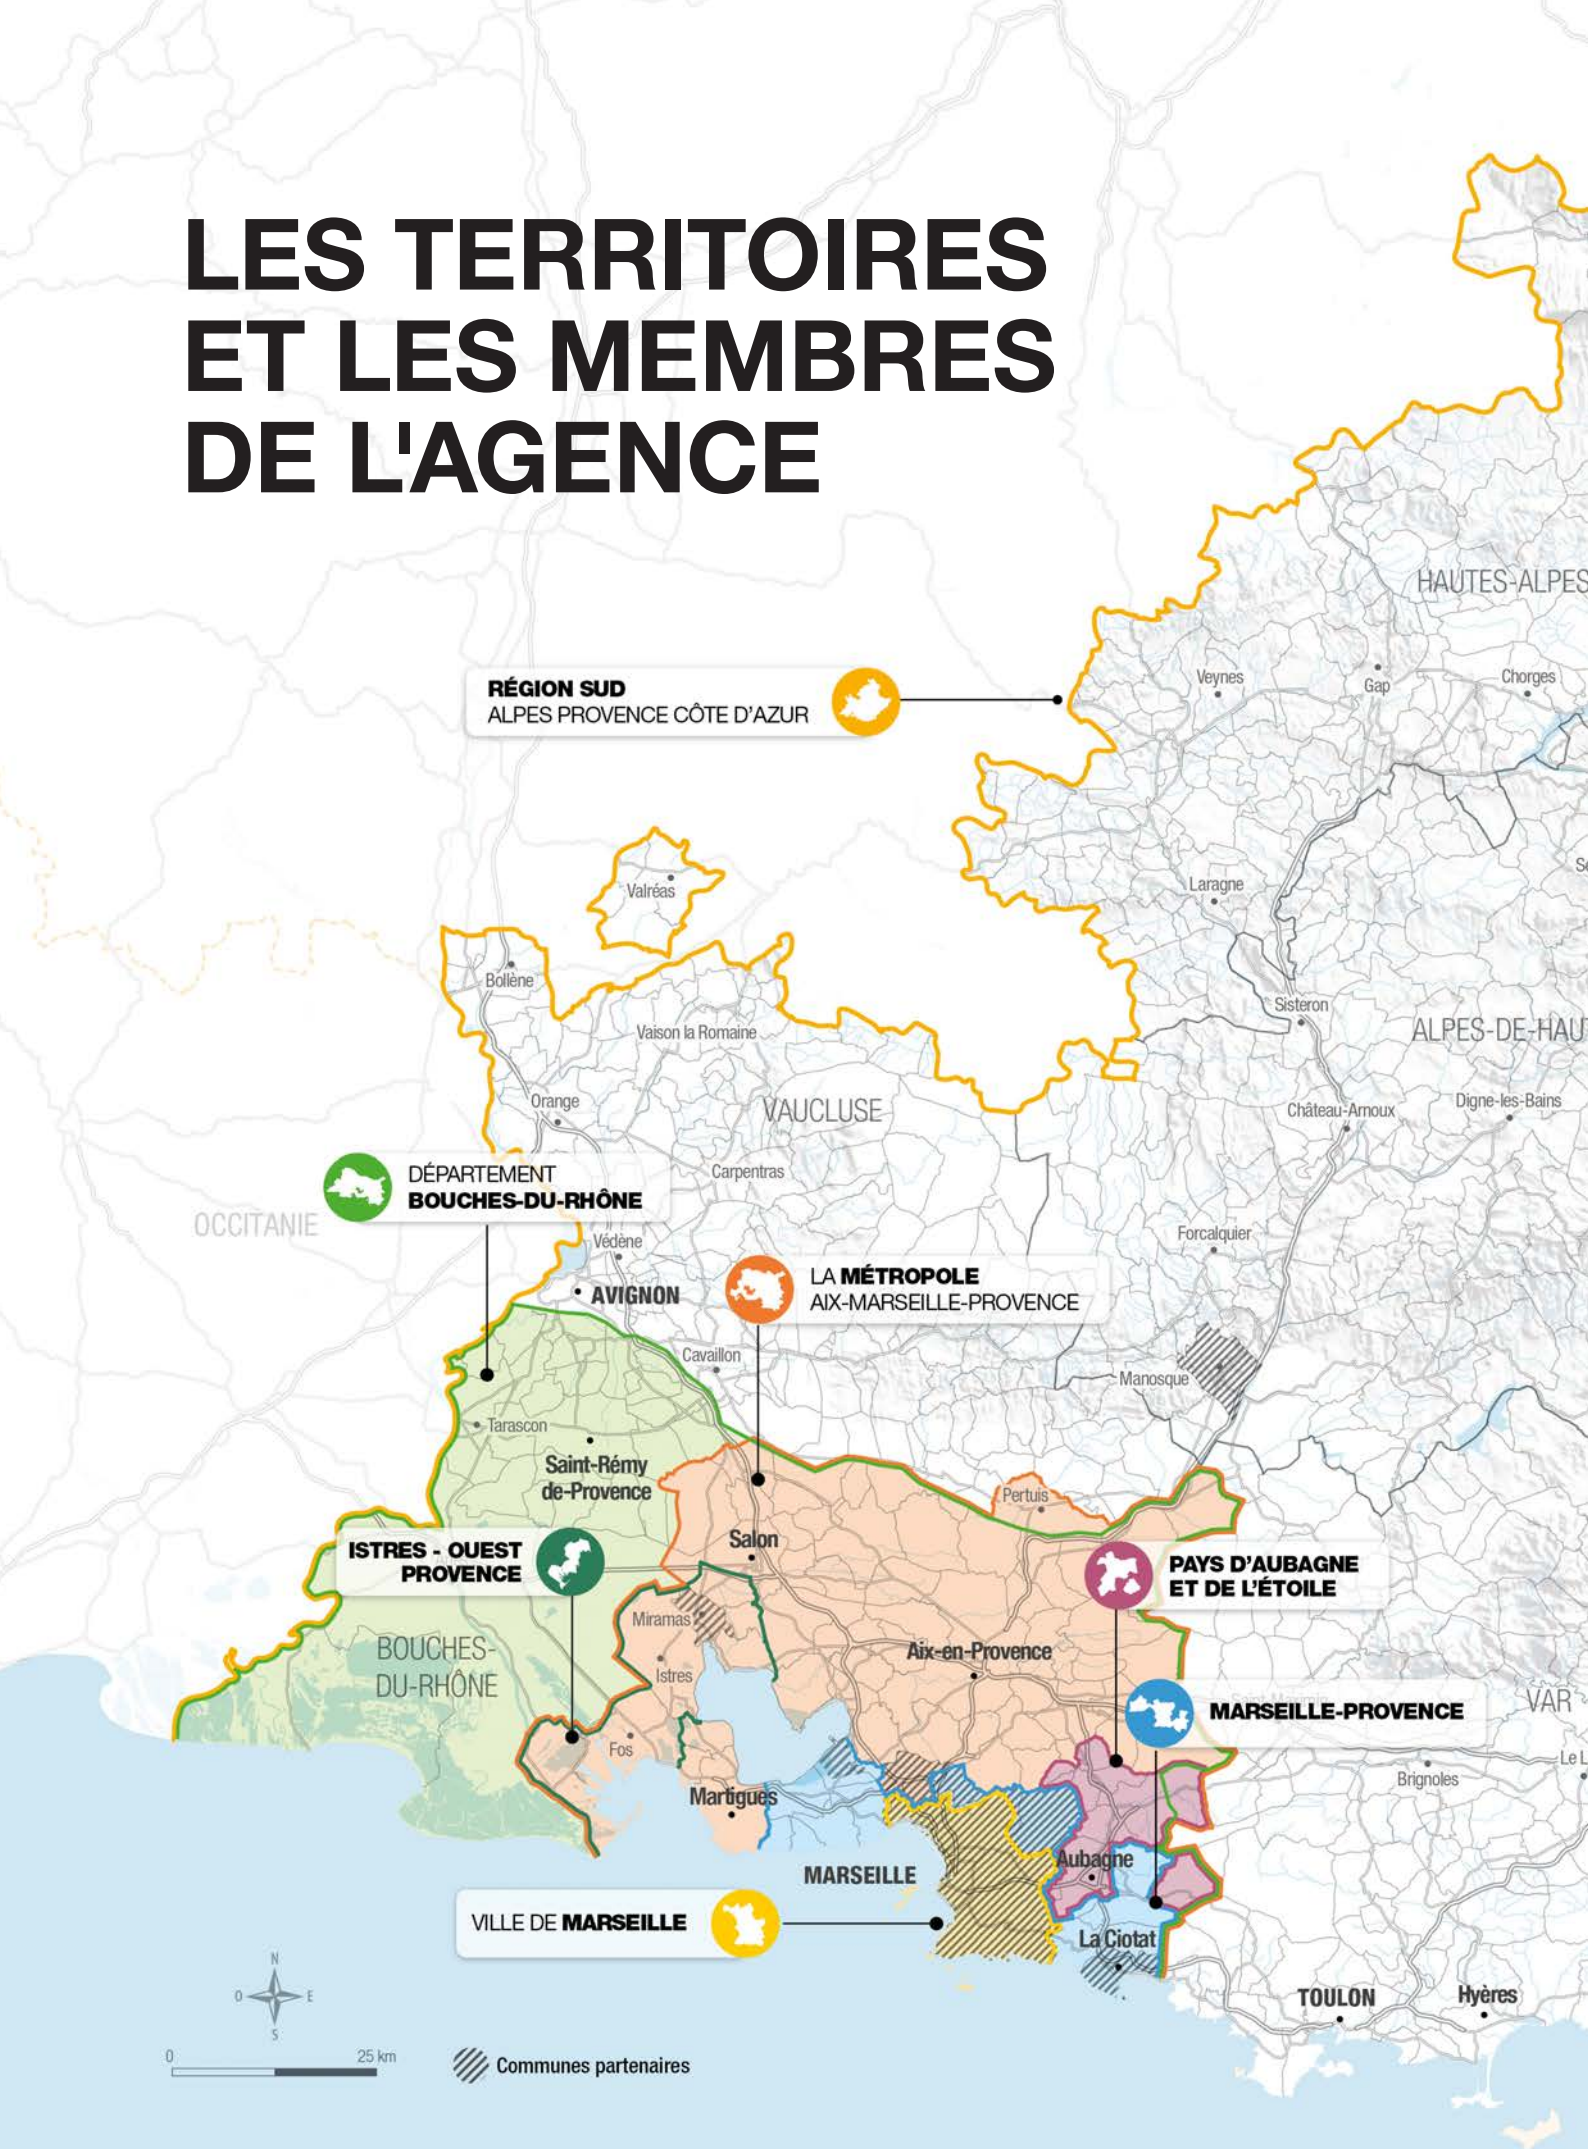 LES TERRITOIRES
ET LES MEMBRES
DE L'AGENCE
HAUTES-ALPES
RÉGION SUD
ALPES PROVENCE CÔTE D'AZUR
Veynes
Gap
Chorges
Valréas
Laragne
Bollène
Sisteron
Vaison la Romaine
ALPES-DE-HAU
Orange
VAUCLUSE
Château-Arnoux
Digne-les-Bains
DÉPARTEMENT
BOUCHES-DU-RHÔNE
Carpentras
OCCITANIE
Védène
Forcalquier
LA MÉTROPOLE
AIX-MARSEILLE-PROVENCE
AVIGNON
Cavaillon
Manosque
Tarascon
Saint-Rémy
de-Provence
Pertuis
Salon
ISTRES - OUEST
PROVENCE
PAYS D'AUBAGNE
ET DE L'ÉTOILE
Miramas
BOUCHES-
DU-RHÔNE
Aix-en-Provence
Istres
MARSEILLE-PROVENCE
VAR
Fos
Le L
Brignoles
Martigues
Aubagne
MARSEILLE
VILLE DE MARSEILLE
La Ciotat
N
O
E
S
TOULON
Hyères
0
25 km
Communes partenaires